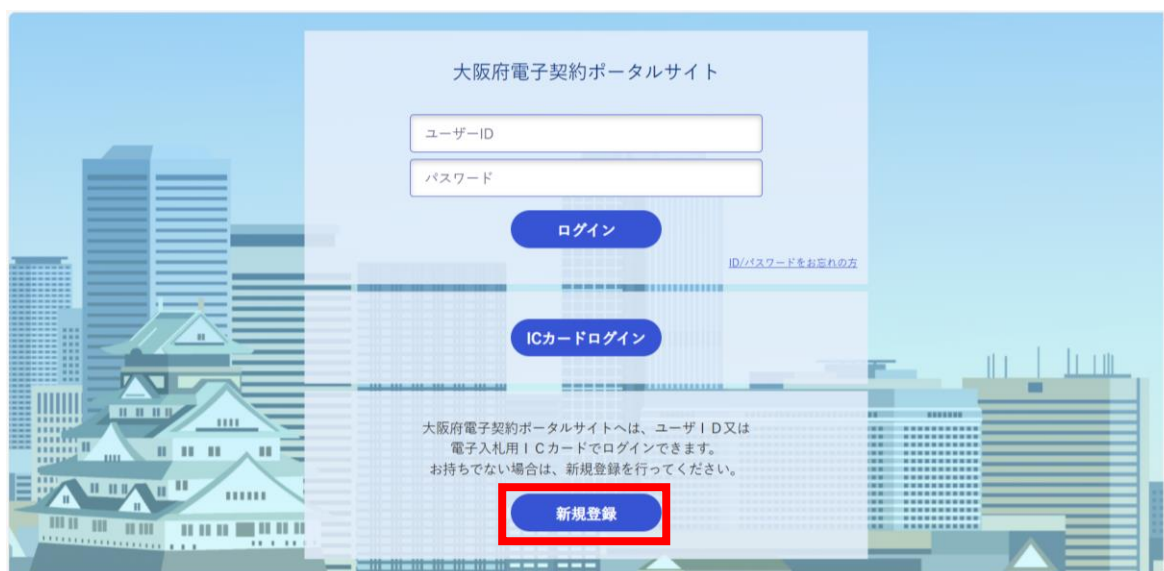 大阪府電子契約ポータルサイト
ユーザーID
パスワード
ログイン
ID/パスワードをお忘れの方
ICカードログイン
大阪府電子契約ポータルサイトへは、ユーザＩＤ又は
電子入札用ＩＣカードでログインできます。
お持ちでない場合は、新規登録を行ってください。
新規登録